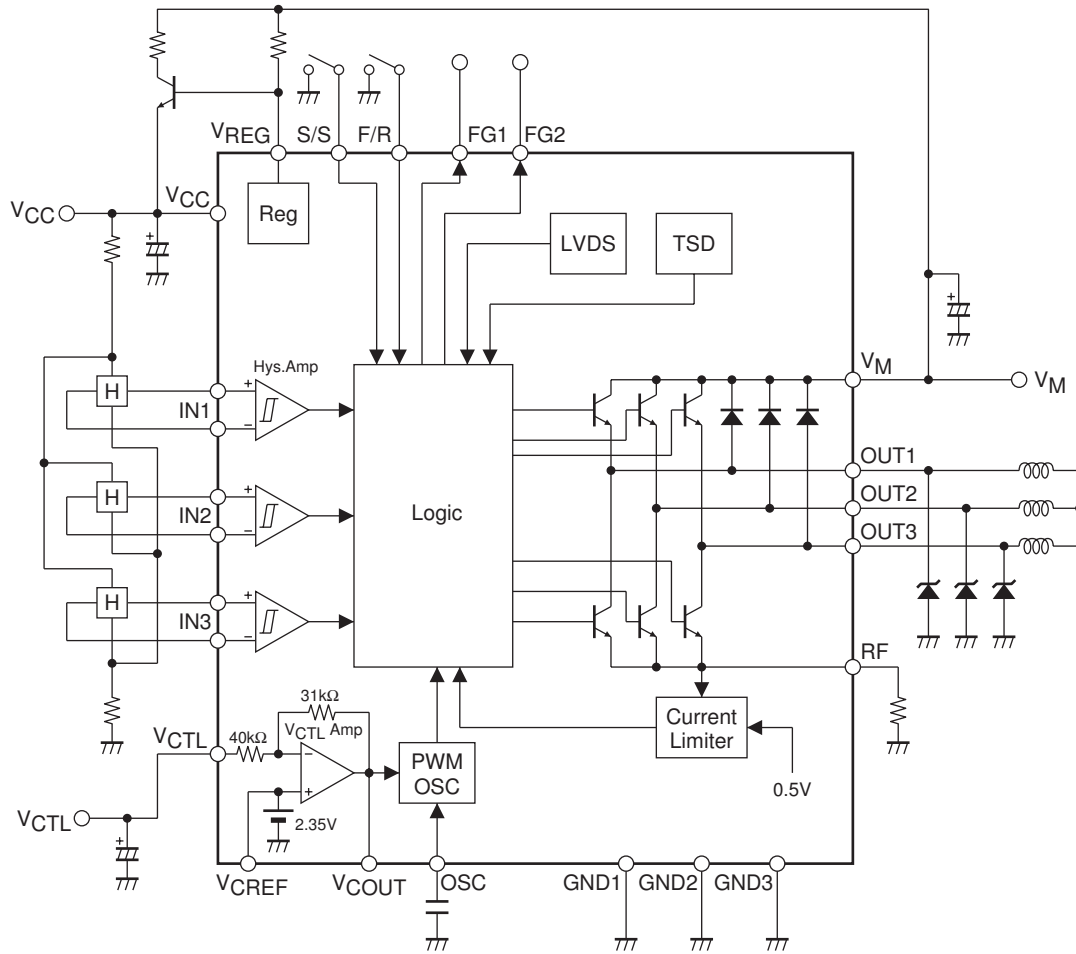 VREG S/S F/R FG1 FG2
VCC VCC
Reg
LVDS TSD
Hys.Amp
VM VM
H + − IN1
OUT1
H + − IN2
Logic
OUT2
OUT3
H + − IN3
RF
31kΩ
VCTL 40kΩ VCTL Amp
− +
PWM OSC
Current Limiter
0.5V
2.35V
VCTL
VCREF VCOUT OSC GND1 GND2 GND3
+
+
+